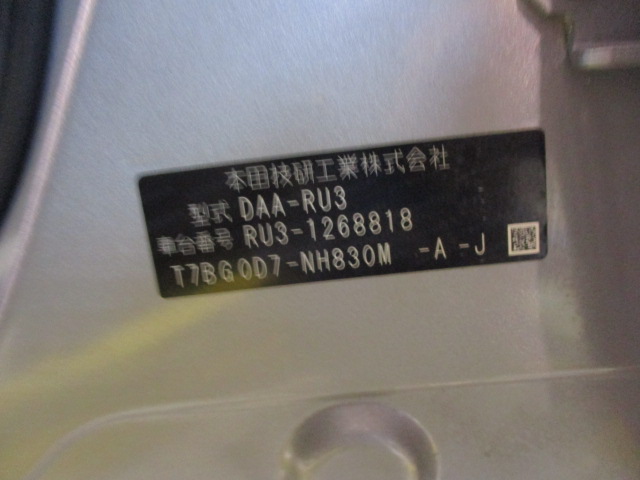 本田技研工業株式会社
型式 DAA-RU3
車台番号 RU3-1268818
T7BG0D7-NH830M -A -J